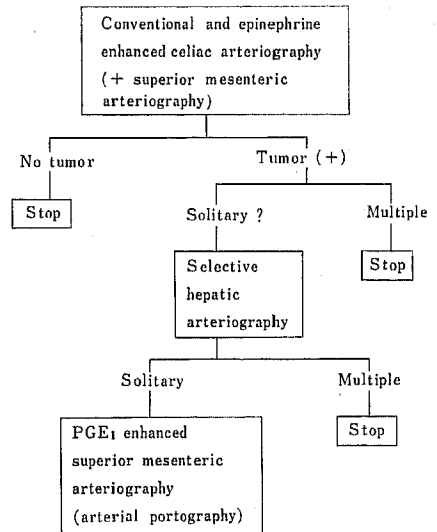 Conventional and epinephrine
enhanced celiac arteriography
(+ superior mesenteric
arteriography)
No tumor
Tumor (+)
Stop
Solitary ?
Multiple
Selective
hepatic
arteriography
Stop
Solitary
Multiple
PGE₁ enhanced
superior mesenteric
arteriography
(arterial portography)
Stop